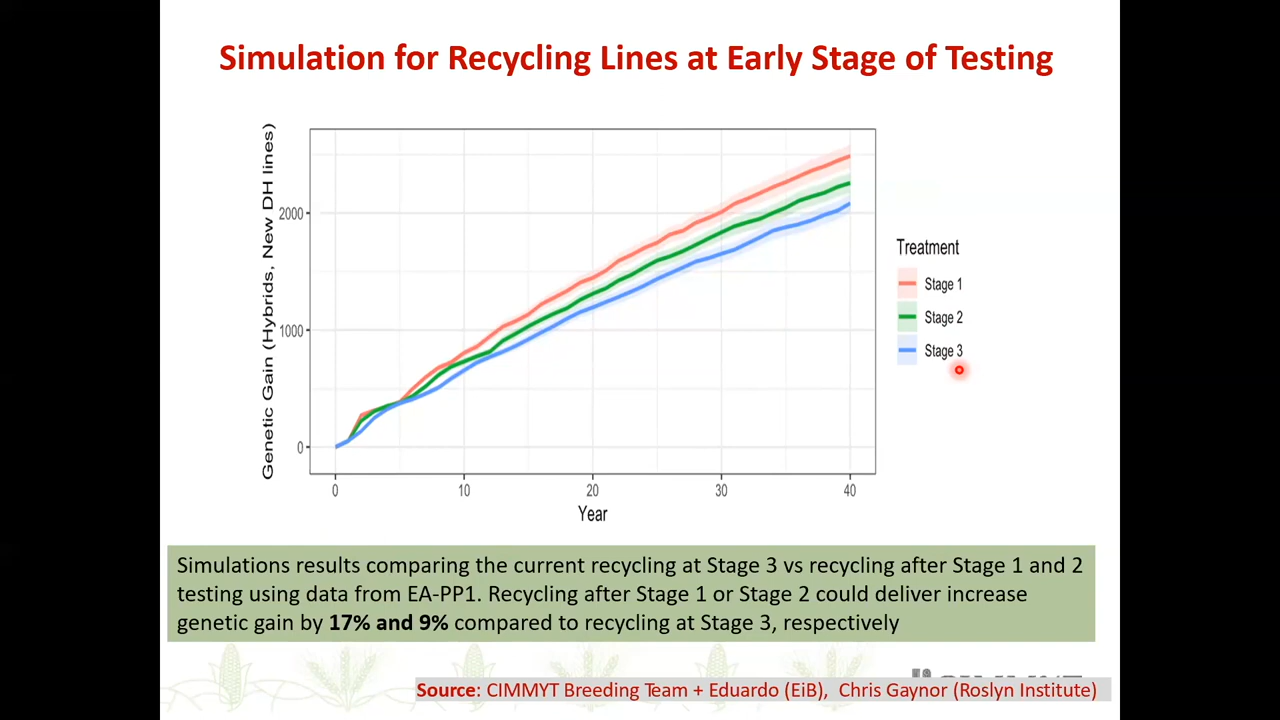 Simulation for Recycling Lines at Early Stage of Testing
Genetic Gain (Hybrids, New DH lines)
2000
1000
0
0 10 20 30 40
Year
Treatment
Stage 1
Stage 2
Stage 3
Simulations results comparing the current recycling at Stage 3 vs recycling after Stage 1 and 2
testing using data from EA-PP1. Recycling after Stage 1 or Stage 2 could deliver increase
genetic gain by 17% and 9% compared to recycling at Stage 3, respectively
Source: CIMMYT Breeding Team + Eduardo (EiB), Chris Gaynor (Roslyn Institute)